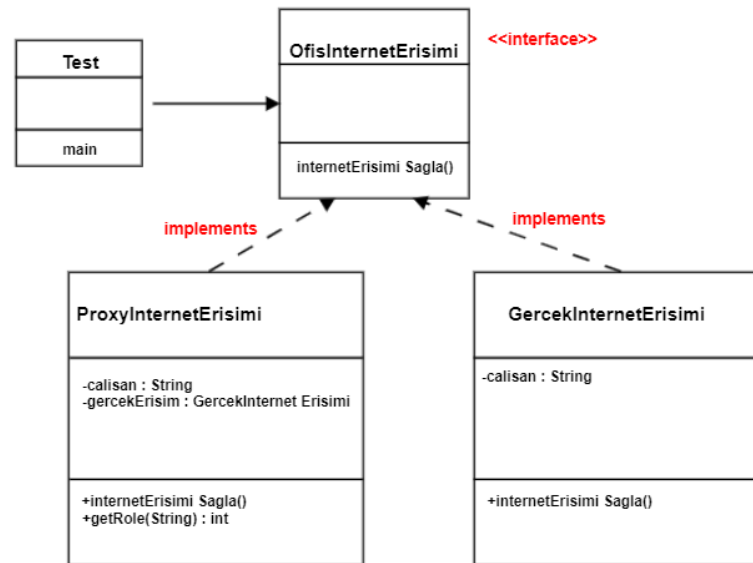 Test
main
OfisInternetErisimi
<<interface>>
internetErisimi Sagla()
implements
implements
ProxyInternetErisimi
-calisan : String
-gercekErisim : GercekInternet Erisimi
+internetErisimi Sagla()
+getRole(String) : int
GercekInternetErisimi
-calisan : String
+internetErisimi Sagla()